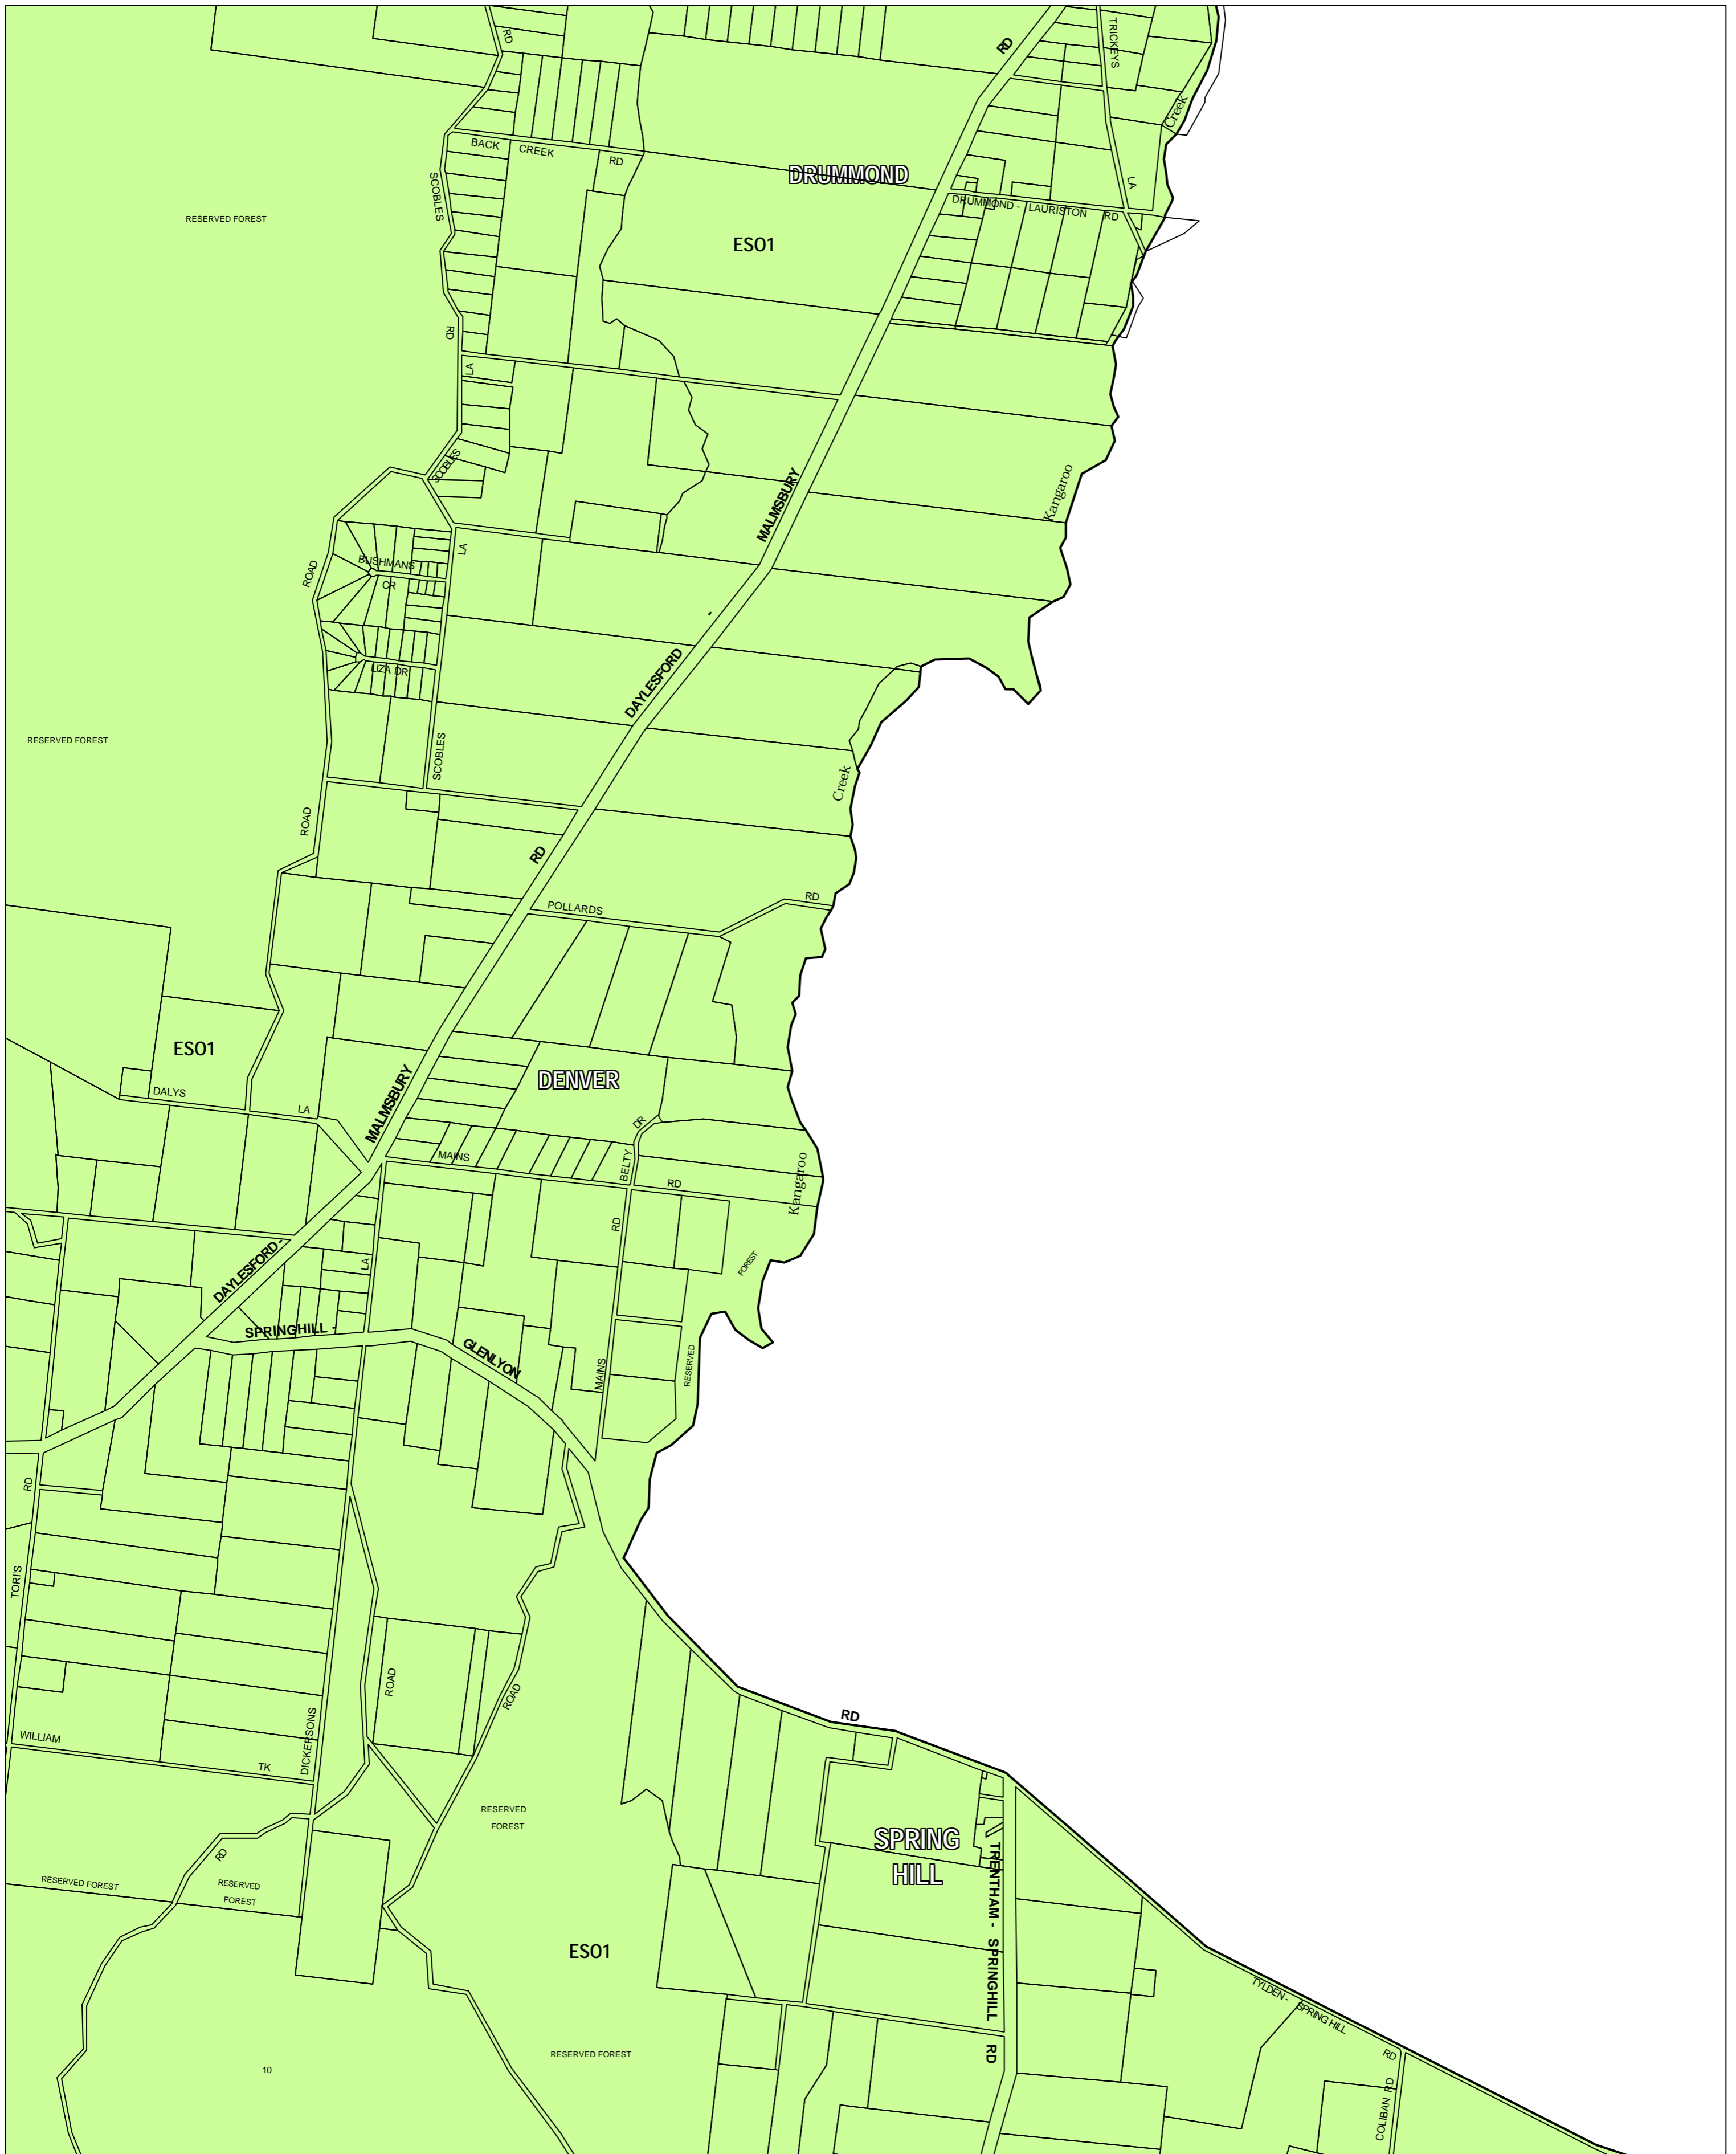 RD
RD
TRICKEYS
Creek
BACK CREEK RD
DRUMMOND
SCOBLES
LA
RESERVED FOREST
DRUMMOND - LAURISTON RD
ESO1
RD
LA
SCOBLES
MALMSBURY
Kangaroo
LA
BUSHMANS
CR
ROAD
-
LIZA DR
DAYLESFORD
RESERVED FOREST
SCOBLES
Creek
ROAD
RD
POLLARDS RD
ESO1
DENVER
MALMSBURY
DALYS LA
DR
MAINS
BELTY
RD
Kangaroo
RD
DAYLESFORD -
LA
FOREST
SPRINGHILL -
GLENLYON
MAINS
RESERVED
RD
TORI'S
ROAD
ROAD
RD
WILLIAM TK
DICKERSONS
RESERVED
FOREST
SPRING
HILL
RD
RESERVED FOREST
RESERVED
FOREST
TRENTHAM - SPRINGHILL RD
ESO1
TYLDEN - SPRING HILL RD
RESERVED FOREST
10
COLIBAN RD